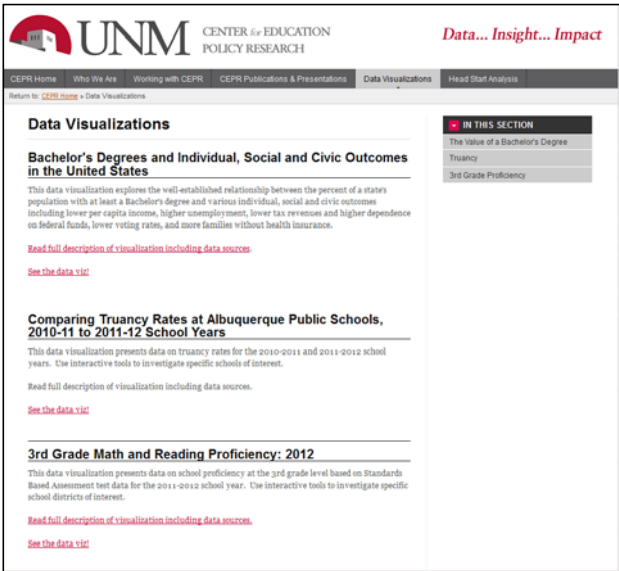 UNM
CENTER for EDUCATION
POLICY RESEARCH
Data... Insight... Impact
CEPR Home Who We Are Working with CEPR CEPR Publications & Presentations Data Visualizations Head Start Analysis
Return to: CEPR Home » Data Visualizations
Data Visualizations
Bachelor's Degrees and Individual, Social and Civic Outcomes
in the United States
This data visualization explores the well-established relationship between the percent of a state's
population with at least a Bachelor's degree and various individual, social and civic outcomes
including lower per capita income, higher unemployment, lower tax revenues and higher dependence
on federal funds, lower voting rates, and more families without health insurance.
Read full description of visualization including data sources.
See the data viz!
Comparing Truancy Rates at Albuquerque Public Schools,
2010-11 to 2011-12 School Years
This data visualization presents data on truancy rates for the 2010-2011 and 2011-2012 school
years. Use interactive tools to investigate specific schools of interest.
Read full description of visualization including data sources.
See the data viz!
3rd Grade Math and Reading Proficiency: 2012
This data visualization presents data on school proficiency at the 3rd grade level based on Standards
Based Assessment test data for the 2011-2012 school year. Use interactive tools to investigate specific
school districts of interest.
Read full description of visualization including data sources.
See the data viz!
IN THIS SECTION
The Value of a Bachelor's Degree
Truancy
3rd Grade Proficiency